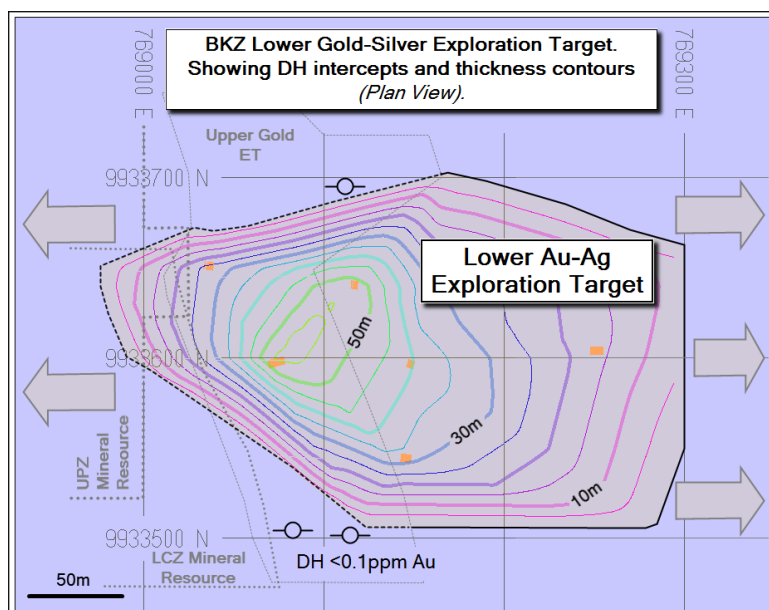 BKZ Lower Gold-Silver Exploration Target.
Showing DH intercepts and thickness contours
(Plan View).
769000 E
769300 E
Upper Gold
ET
9933700 N
Lower Au-Ag
Exploration Target
50m
9933600 N
30m
10m
UPZ
Mineral
Resource
9933500 N
LCZ Mineral
Resource
DH <0.1ppm Au
50m